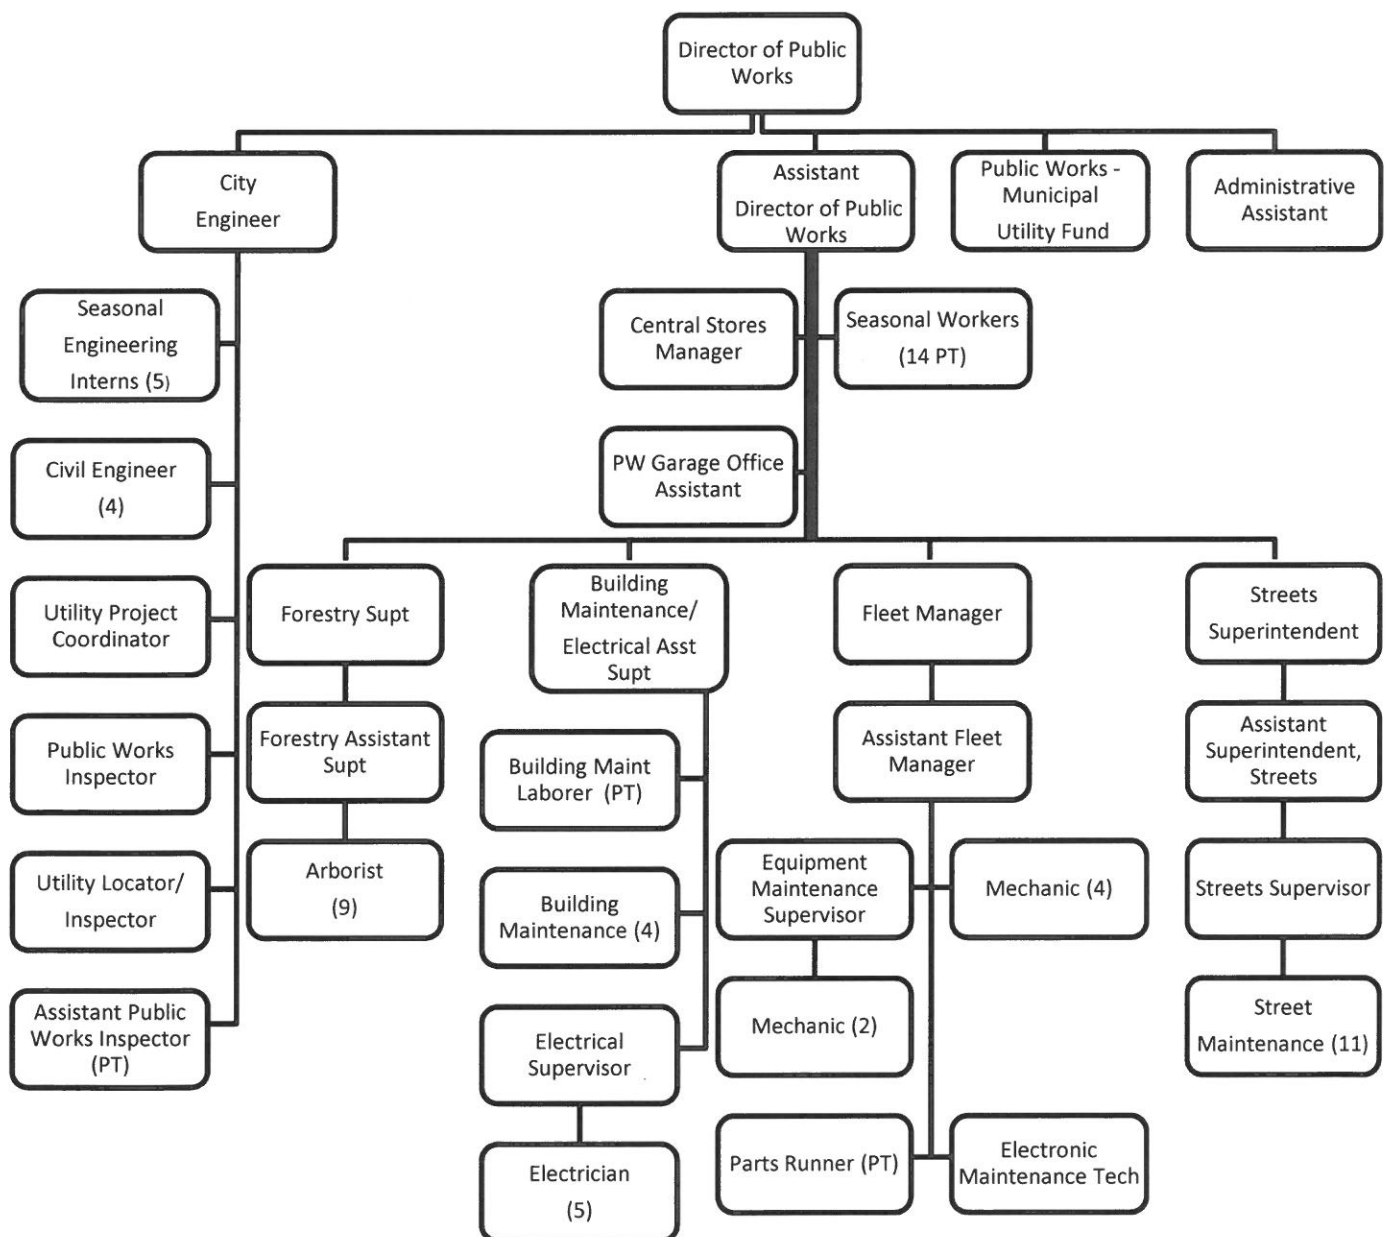 Director of Public
Works
City
Engineer
Assistant
Director of Public
Works
Public Works -
Municipal
Utility Fund
Administrative
Assistant
Seasonal
Engineering
Interns (5)
Central Stores
Manager
Seasonal Workers
(14 PT)
Civil Engineer
(4)
PW Garage Office
Assistant
Utility Project
Coordinator
Forestry Supt
Building
Maintenance/
Electrical Asst
Supt
Fleet Manager
Streets
Superintendent
Public Works
Inspector
Forestry Assistant
Supt
Building Maint
Laborer (PT)
Assistant Fleet
Manager
Assistant
Superintendent,
Streets
Utility Locator/
Inspector
Arborist
(9)
Building
Maintenance (4)
Equipment
Maintenance
Supervisor
Mechanic (4)
Streets Supervisor
Assistant Public
Works Inspector
(PT)
Electrical
Supervisor
Mechanic (2)
Street
Maintenance (11)
Electrician
(5)
Parts Runner (PT)
Electronic
Maintenance Tech